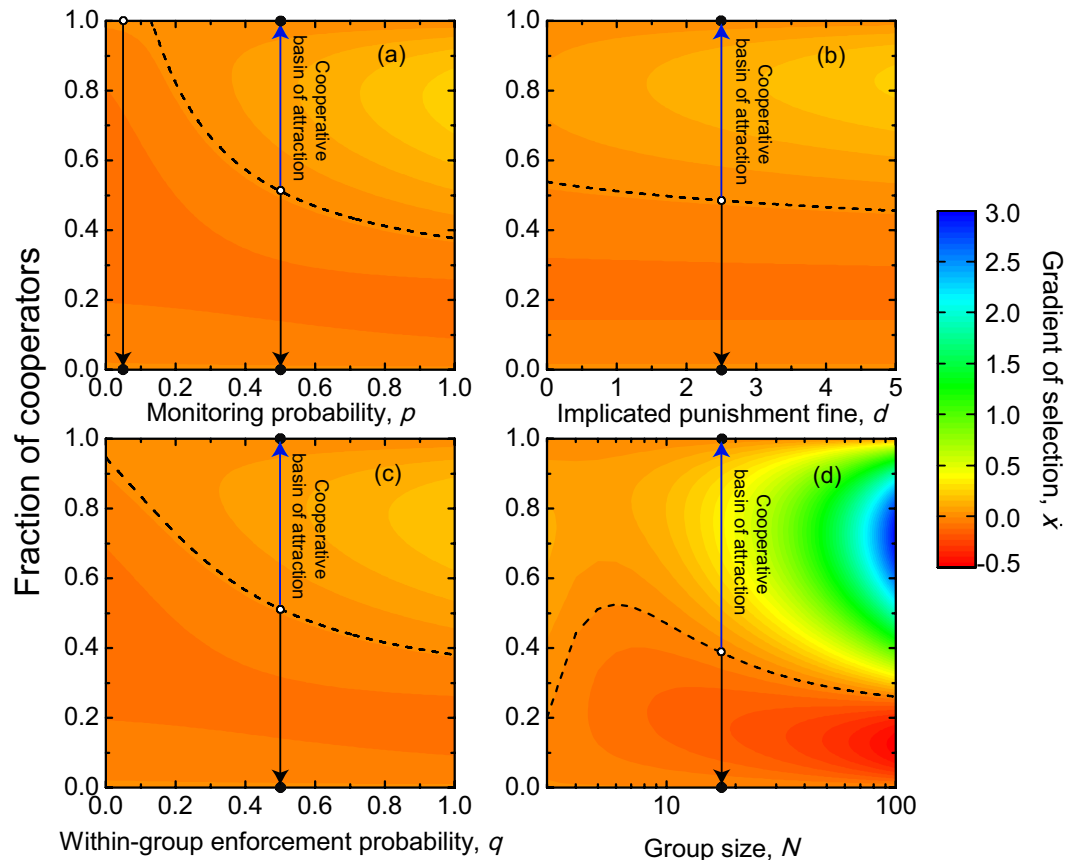 Fraction of cooperators
1.0
0.8
0.6
0.4
0.2
0.0
(a)
Cooperative
basin of attraction
0.0 0.2 0.4 0.6 0.8 1.0
Monitoring probability, p
1.0
0.8
0.6
0.4
0.2
0.0
(b)
Cooperative
basin of attraction
0 1 2 3 4 5
Implicated punishment fine, d
1.0
0.8
0.6
0.4
0.2
0.0
(c)
Cooperative
basin of attraction
0.0 0.2 0.4 0.6 0.8 1.0
Within-group enforcement probability, q
1.0
0.8
0.6
0.4
0.2
0.0
(d)
Cooperative
basin of attraction
10 100
Group size, N
3.0
2.5
2.0
1.5
1.0
0.5
0.0
-0.5
Gradient of selection, ẋ